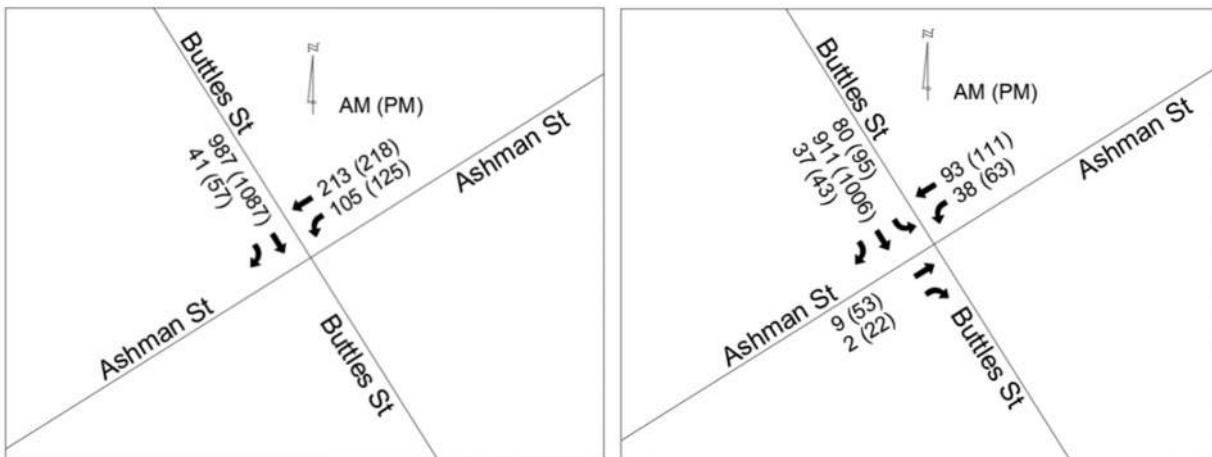 Buttles St
N
AM (PM)
Ashman St
987 (1087)
41 (57)
213 (218)
105 (125)
Ashman St
Buttles St
Buttles St
N
AM (PM)
Ashman St
80 (95)
911 (1006)
37 (43)
93 (111)
38 (63)
Ashman St
9 (53)
2 (22)
Buttles St